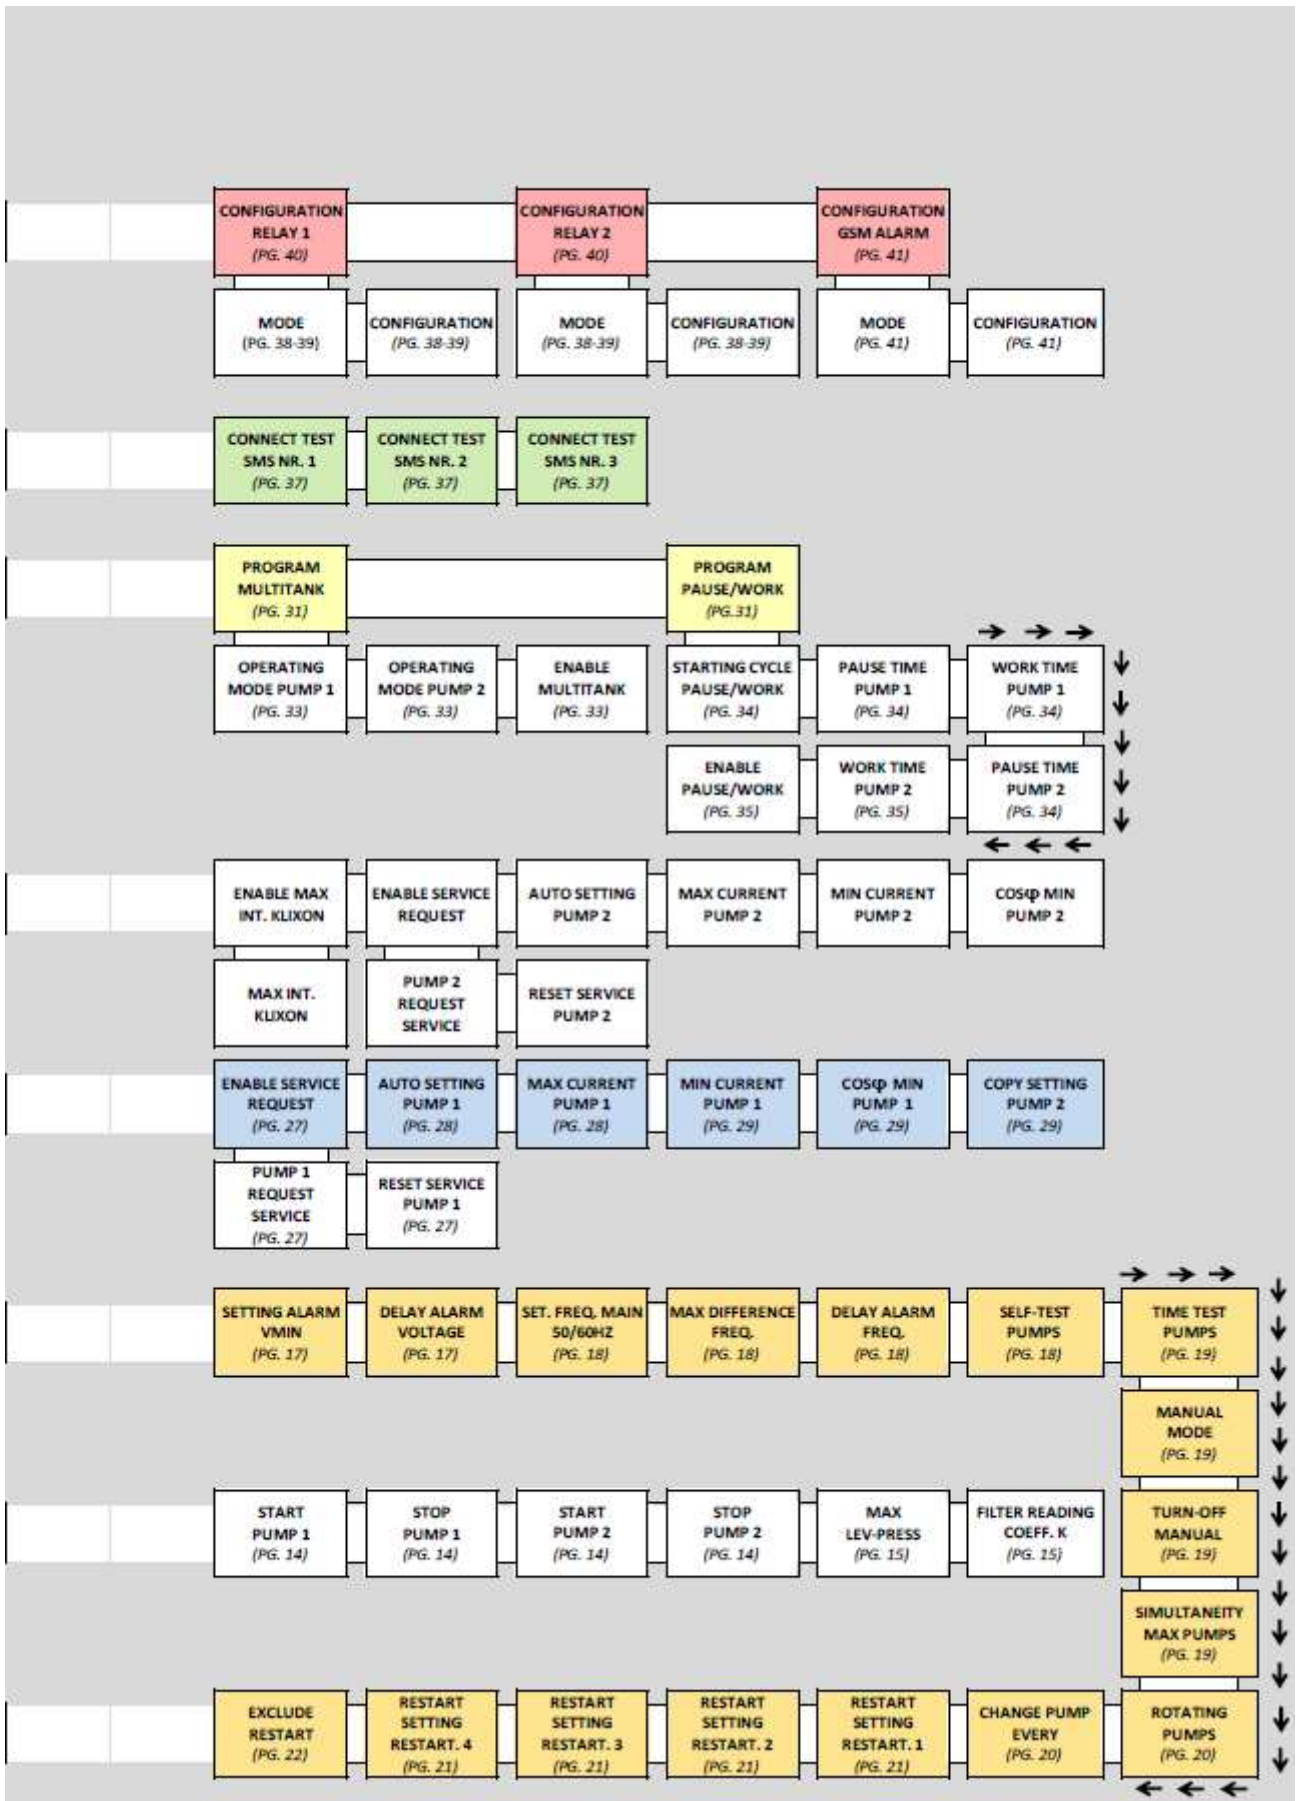 CONFIGURATION
RELAY 1
(PG. 40)
CONFIGURATION
RELAY 2
(PG. 40)
CONFIGURATION
GSM ALARM
(PG. 41)
MODE
(PG. 38-39)
CONFIGURATION
(PG. 38-39)
MODE
(PG. 38-39)
CONFIGURATION
(PG. 38-39)
MODE
(PG. 41)
CONFIGURATION
(PG. 41)
CONNECT TEST
SMS NR. 1
(PG. 37)
CONNECT TEST
SMS NR. 2
(PG. 37)
CONNECT TEST
SMS NR. 3
(PG. 37)
PROGRAM
MULTITANK
(PG. 31)
PROGRAM
PAUSE/WORK
(PG.31)
OPERATING
MODE PUMP 1
(PG. 33)
OPERATING
MODE PUMP 2
(PG. 33)
ENABLE
MULTITANK
(PG. 33)
STARTING CYCLE
PAUSE/WORK
(PG. 34)
PAUSE TIME
PUMP 1
(PG. 34)
WORK TIME
PUMP 1
(PG. 34)
ENABLE
PAUSE/WORK
(PG. 35)
WORK TIME
PUMP 2
(PG. 35)
PAUSE TIME
PUMP 2
(PG. 34)
ENABLE MAX
INT. KLIXON
ENABLE SERVICE
REQUEST
AUTO SETTING
PUMP 2
MAX CURRENT
PUMP 2
MIN CURRENT
PUMP 2
COSφ MIN
PUMP 2
MAX INT.
KLIXON
PUMP 2
REQUEST
SERVICE
RESET SERVICE
PUMP 2
ENABLE SERVICE
REQUEST
(PG. 27)
AUTO SETTING
PUMP 1
(PG. 28)
MAX CURRENT
PUMP 1
(PG. 28)
MIN CURRENT
PUMP 1
(PG. 29)
COSφ MIN
PUMP 1
(PG. 29)
COPY SETTING
PUMP 2
(PG. 29)
PUMP 1
REQUEST
SERVICE
(PG. 27)
RESET SERVICE
PUMP 1
(PG. 27)
SETTING ALARM
VMIN
(PG. 17)
DELAY ALARM
VOLTAGE
(PG. 17)
SET. FREQ. MAIN
50/60HZ
(PG. 18)
MAX DIFFERENCE
FREQ.
(PG. 18)
DELAY ALARM
FREQ.
(PG. 18)
SELF-TEST
PUMPS
(PG. 18)
TIME TEST
PUMPS
(PG. 19)
MANUAL
MODE
(PG. 19)
START
PUMP 1
(PG. 14)
STOP
PUMP 1
(PG. 14)
START
PUMP 2
(PG. 14)
STOP
PUMP 2
(PG. 14)
MAX
LEV-PRESS
(PG. 15)
FILTER READING
COEFF. K
(PG. 15)
TURN-OFF
MANUAL
(PG. 19)
SIMULTANEITY
MAX PUMPS
(PG. 19)
EXCLUDE
RESTART
(PG. 22)
RESTART
SETTING
RESTART. 4
(PG. 21)
RESTART
SETTING
RESTART. 3
(PG. 21)
RESTART
SETTING
RESTART. 2
(PG. 21)
RESTART
SETTING
RESTART. 1
(PG. 21)
CHANGE PUMP
EVERY
(PG. 20)
ROTATING
PUMPS
(PG. 20)